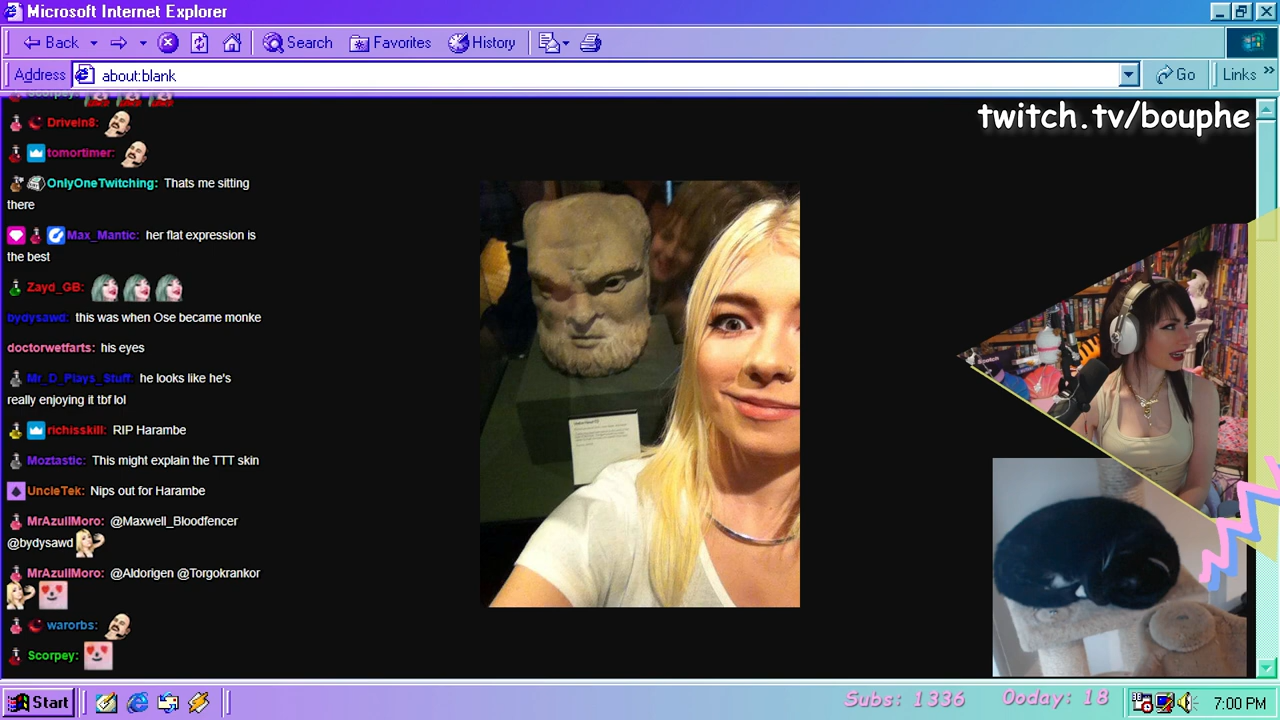 Microsoft Internet Explorer
Back
Search
Favorites
History
Address
about:blank
Go
Links
twitch.tv/bouphe
Scorpey:
DriveIn8:
tomortimer:
OnlyOneTwitching: Thats me sitting
there
Max_Mantic: her flat expression is
the best
Zayd_GB:
bydysawd: this was when Ose became monke
doctorwetfarts: his eyes
Mr_D_Plays_Stuff: he looks like he's
really enjoying it tbf lol
richisskill: RIP Harambe
Moztastic: This might explain the TTT skin
UncleTek: Nips out for Harambe
MrAzullMoro: @Maxwell_Bloodfencer
@bydysawd
MrAzullMoro: @Aldorigen @Torgokrankor
warorbs:
Scorpey:
Start
Subs: 1336
Ooday: 18
7:00 PM